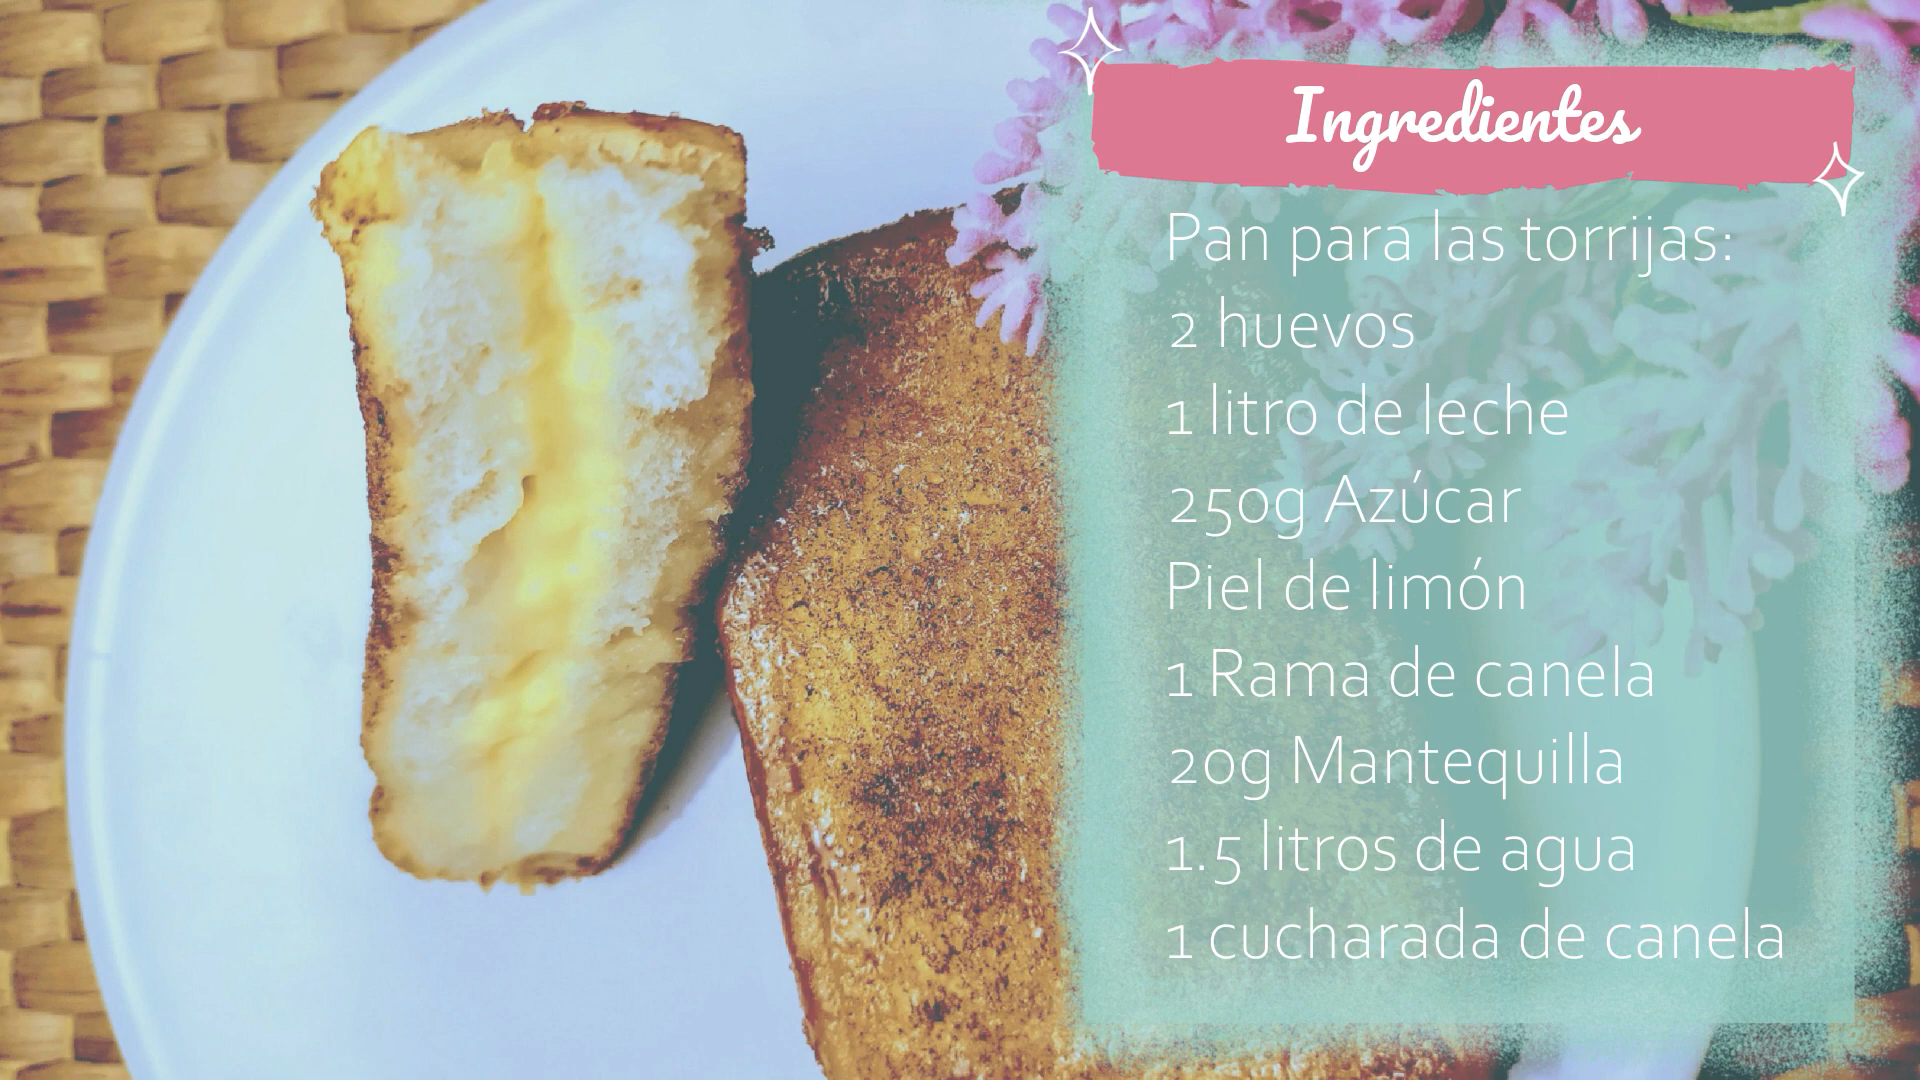 Ingredientes
Pan para las torrijas:
2 huevos
1 litro de leche
250g Azúcar
Piel de limón
1 Rama de canela
20g Mantequilla
1.5 litros de agua
1 cucharada de canela